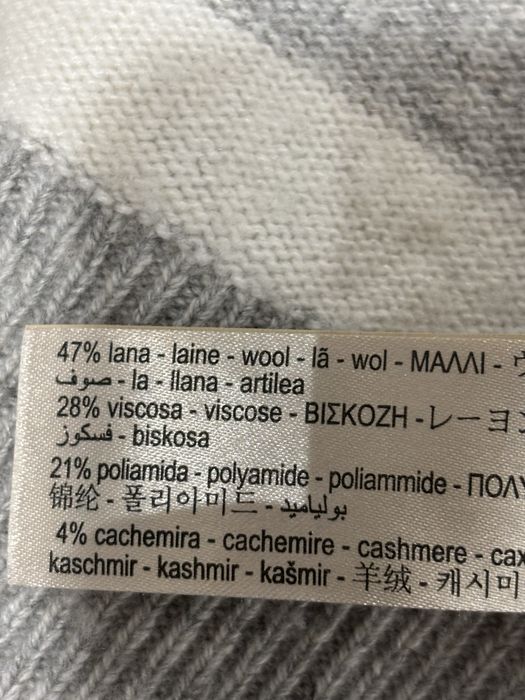 47% lana - laine - wool - lã - wol - ΜΑΛΛΙ -
صوف - la - llana - artilea
28% viscosa - viscose - ΒΙΣΚΟΖΗ - レーヨ
فسكوز - biskosa
21% poliamida - polyamide - poliammide - ΠΟΛΥ
锦纶 - 폴리아미드 - بولياميد
4% cachemira - cachemire - cashmere - сах
kaschmir - kashmir - kašmir - 羊绒 - 캐시미